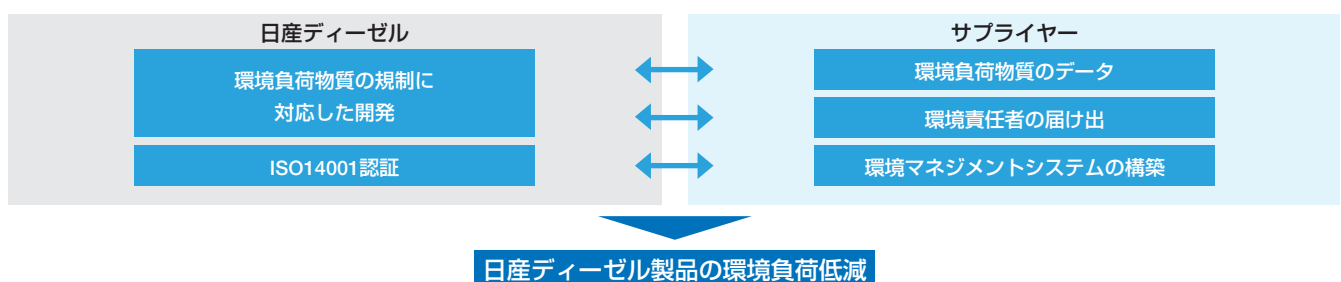 日産ディーゼル
環境負荷物質の規制に
対応した開発
ISO14001認証
サプライヤー
環境負荷物質のデータ
環境責任者の届け出
環境マネジメントシステムの構築
日産ディーゼル製品の環境負荷低減